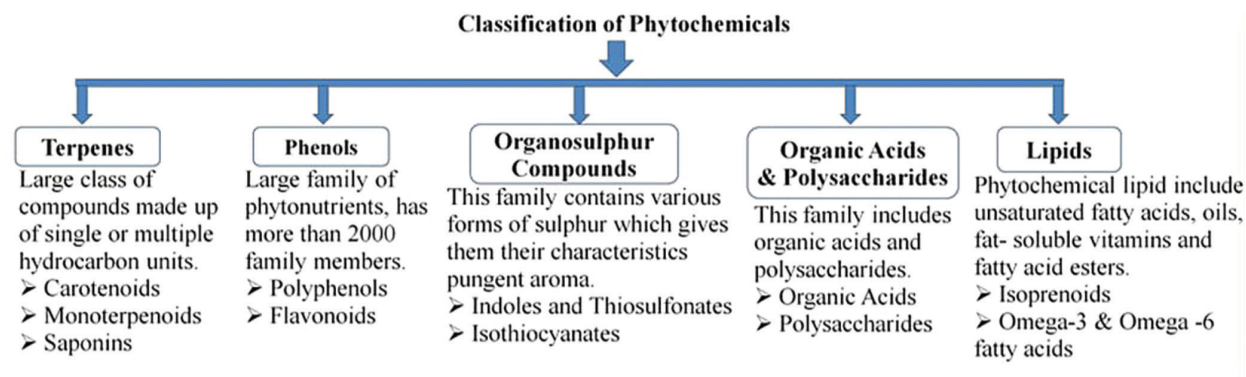 Classification of Phytochemicals
Terpenes
Large class of
compounds made up
of single or multiple
hydrocarbon units.
➢ Carotenoids
➢ Monoterpenoids
➢ Saponins
Phenols
Large family of
phytonutrients, has
more than 2000
family members.
➢ Polyphenols
➢ Flavonoids
Organosulphur
Compounds
This family contains various
forms of sulphur which gives
them their characteristics
pungent aroma.
➢ Indoles and Thiosulfonates
➢ Isothiocyanates
Organic Acids
& Polysaccharides
This family includes
organic acids and
polysaccharides.
➢ Organic Acids
➢ Polysaccharides
Lipids
Phytochemical lipid include
unsaturated fatty acids, oils,
fat- soluble vitamins and
fatty acid esters.
➢ Isoprenoids
➢ Omega-3 & Omega -6
fatty acids